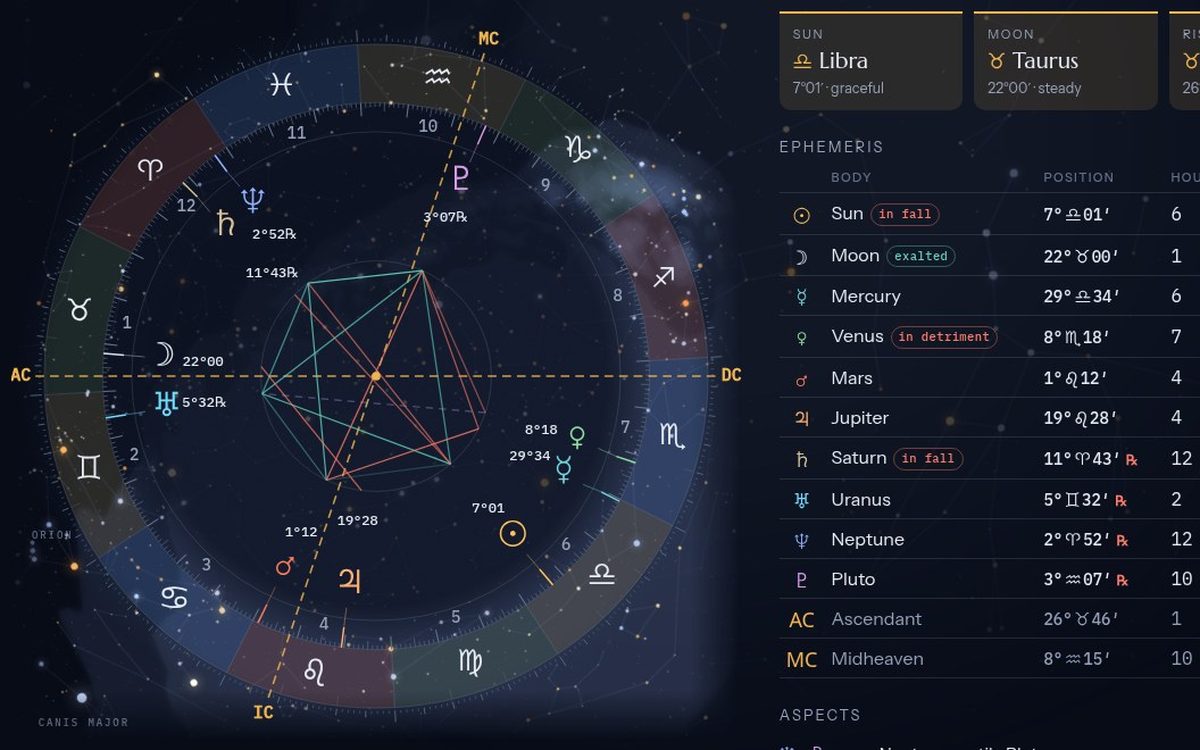 MC
10
11
9
12
3°07'℞
2°52℞
11°43℞
8
1
22°00
AC
DC
5°32℞
8°18
7
2
29°34
7°01
ORION
19°28
1°12
6
3
5
4
IC
CANIS MAJOR
SUN
♎ Libra
7°01′·graceful
MOON
♉ Taurus
22°00′·steady
RI
♉
26
EPHEMERIS
BODY POSITION HOU
☉ Sun in fall 7°♎01′ 6
☽ Moon exalted 22°♉00′ 1
☿ Mercury 29°♎34′ 6
♀ Venus in detriment 8°♏18′ 7
♂ Mars 1°♌12′ 4
♃ Jupiter 19°♌28′ 4
♄ Saturn in fall 11°♈43′ ℞ 12
♅ Uranus 5°♊32′ ℞ 2
♆ Neptune 2°♈52′ ℞ 12
♇ Pluto 3°♒07′ ℞ 10
AC Ascendant 26°♉46′ 1
MC Midheaven 8°♒15′ 10
ASPECTS